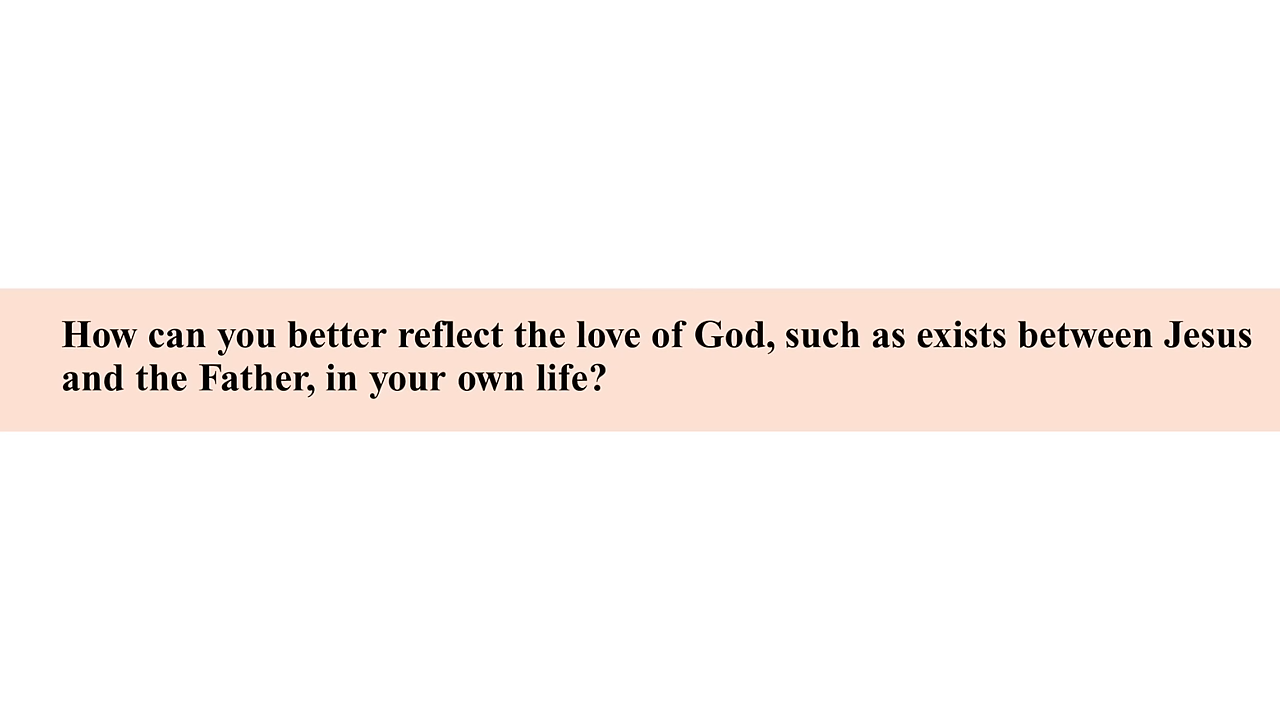 How can you better reflect the love of God, such as exists between Jesus
and the Father, in your own life?